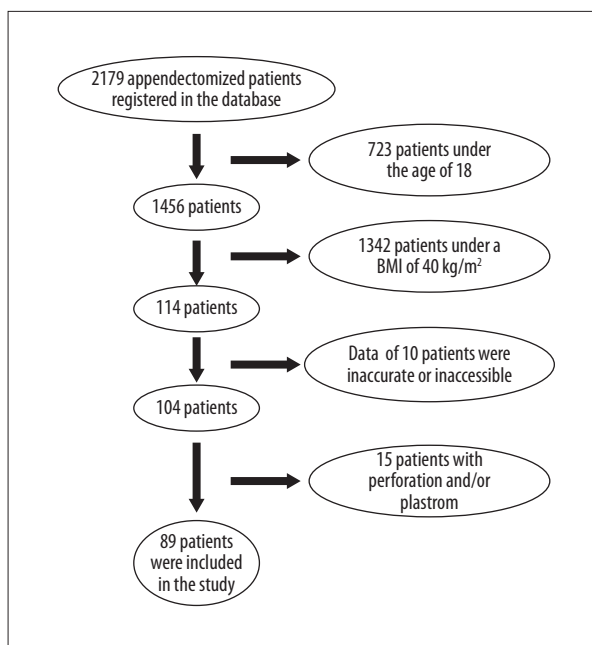 2179 appendectomized patients
registered in the database
723 patients under
the age of 18
1456 patients
1342 patients under a
BMI of 40 kg/m²
114 patients
Data of 10 patients were
inaccurate or inaccessible
104 patients
15 patients with
perforation and/or
plastrom
89 patients
were included
in the study